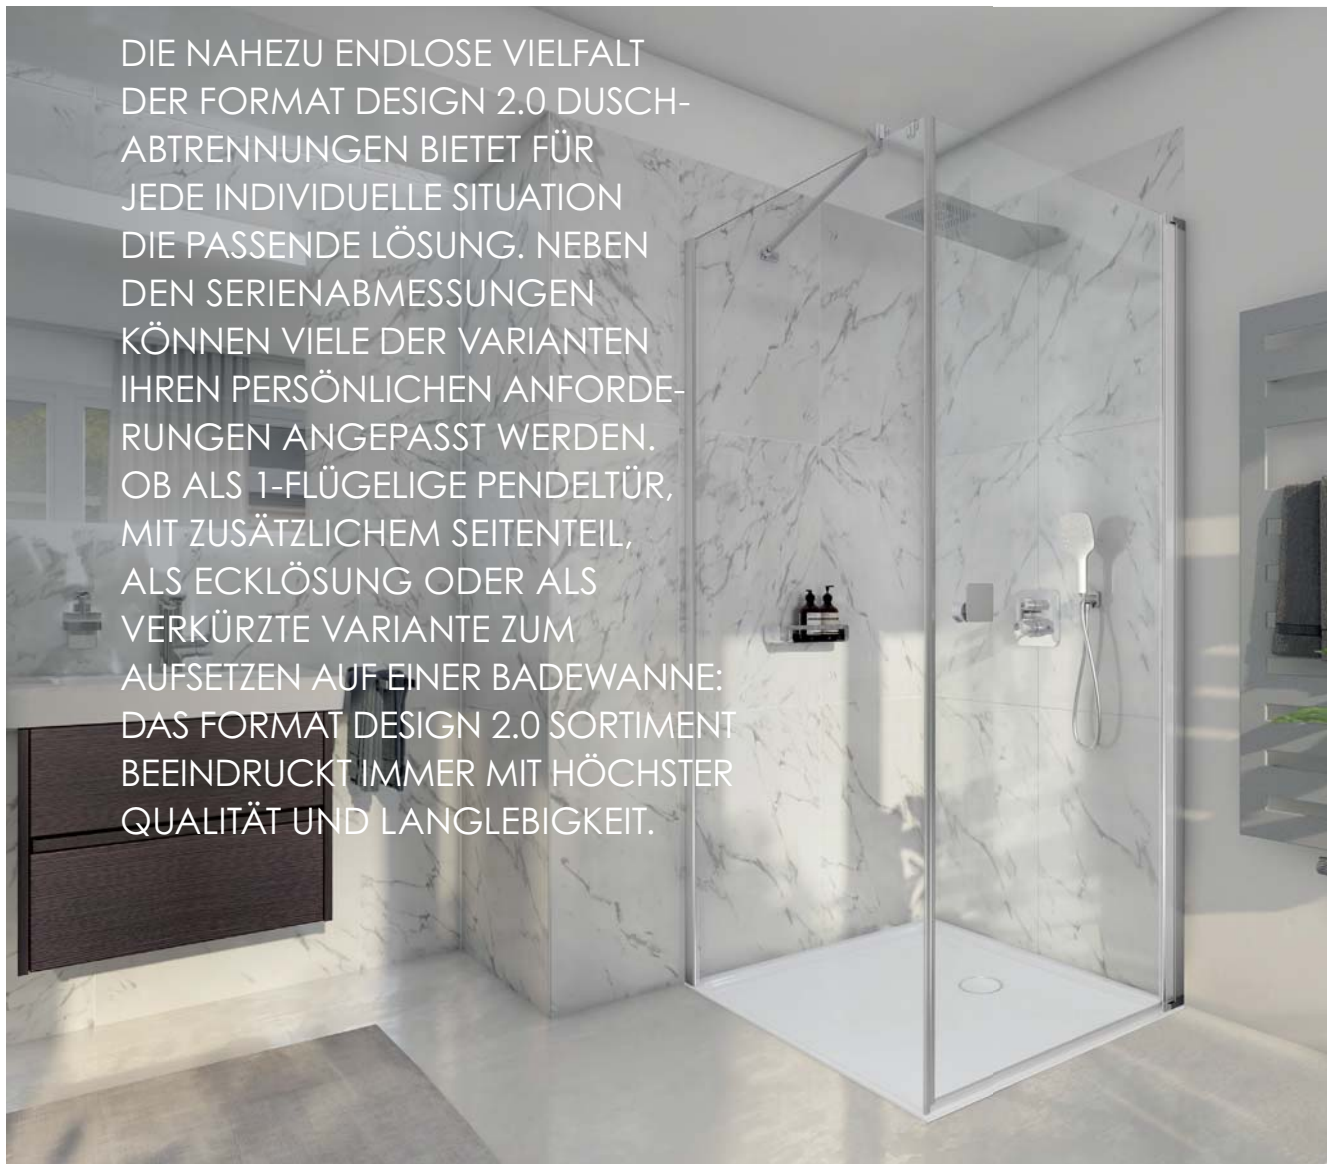 DIE NAHEZU ENDLOSE VIELFALT
DER FORMAT DESIGN 2.0 DUSCH-
ABTRENNUNGEN BIETET FÜR
JEDE INDIVIDUELLE SITUATION
DIE PASSENDE LÖSUNG. NEBEN
DEN SERIENABMESSUNGEN
KÖNNEN VIELE DER VARIANTEN
IHREN PERSÖNLICHEN ANFORDE-
RUNGEN ANGEPASST WERDEN.
OB ALS 1-FLÜGELIGE PENDELTÜR,
MIT ZUSÄTZLICHEM SEITENTEIL,
ALS ECKLÖSUNG ODER ALS
VERKÜRZTE VARIANTE ZUM
AUFSETZEN AUF EINER BADEWANNE:
DAS FORMAT DESIGN 2.0 SORTIMENT
BEEINDRUCKT IMMER MIT HÖCHSTER
QUALITÄT UND LANGLEBIGKEIT.